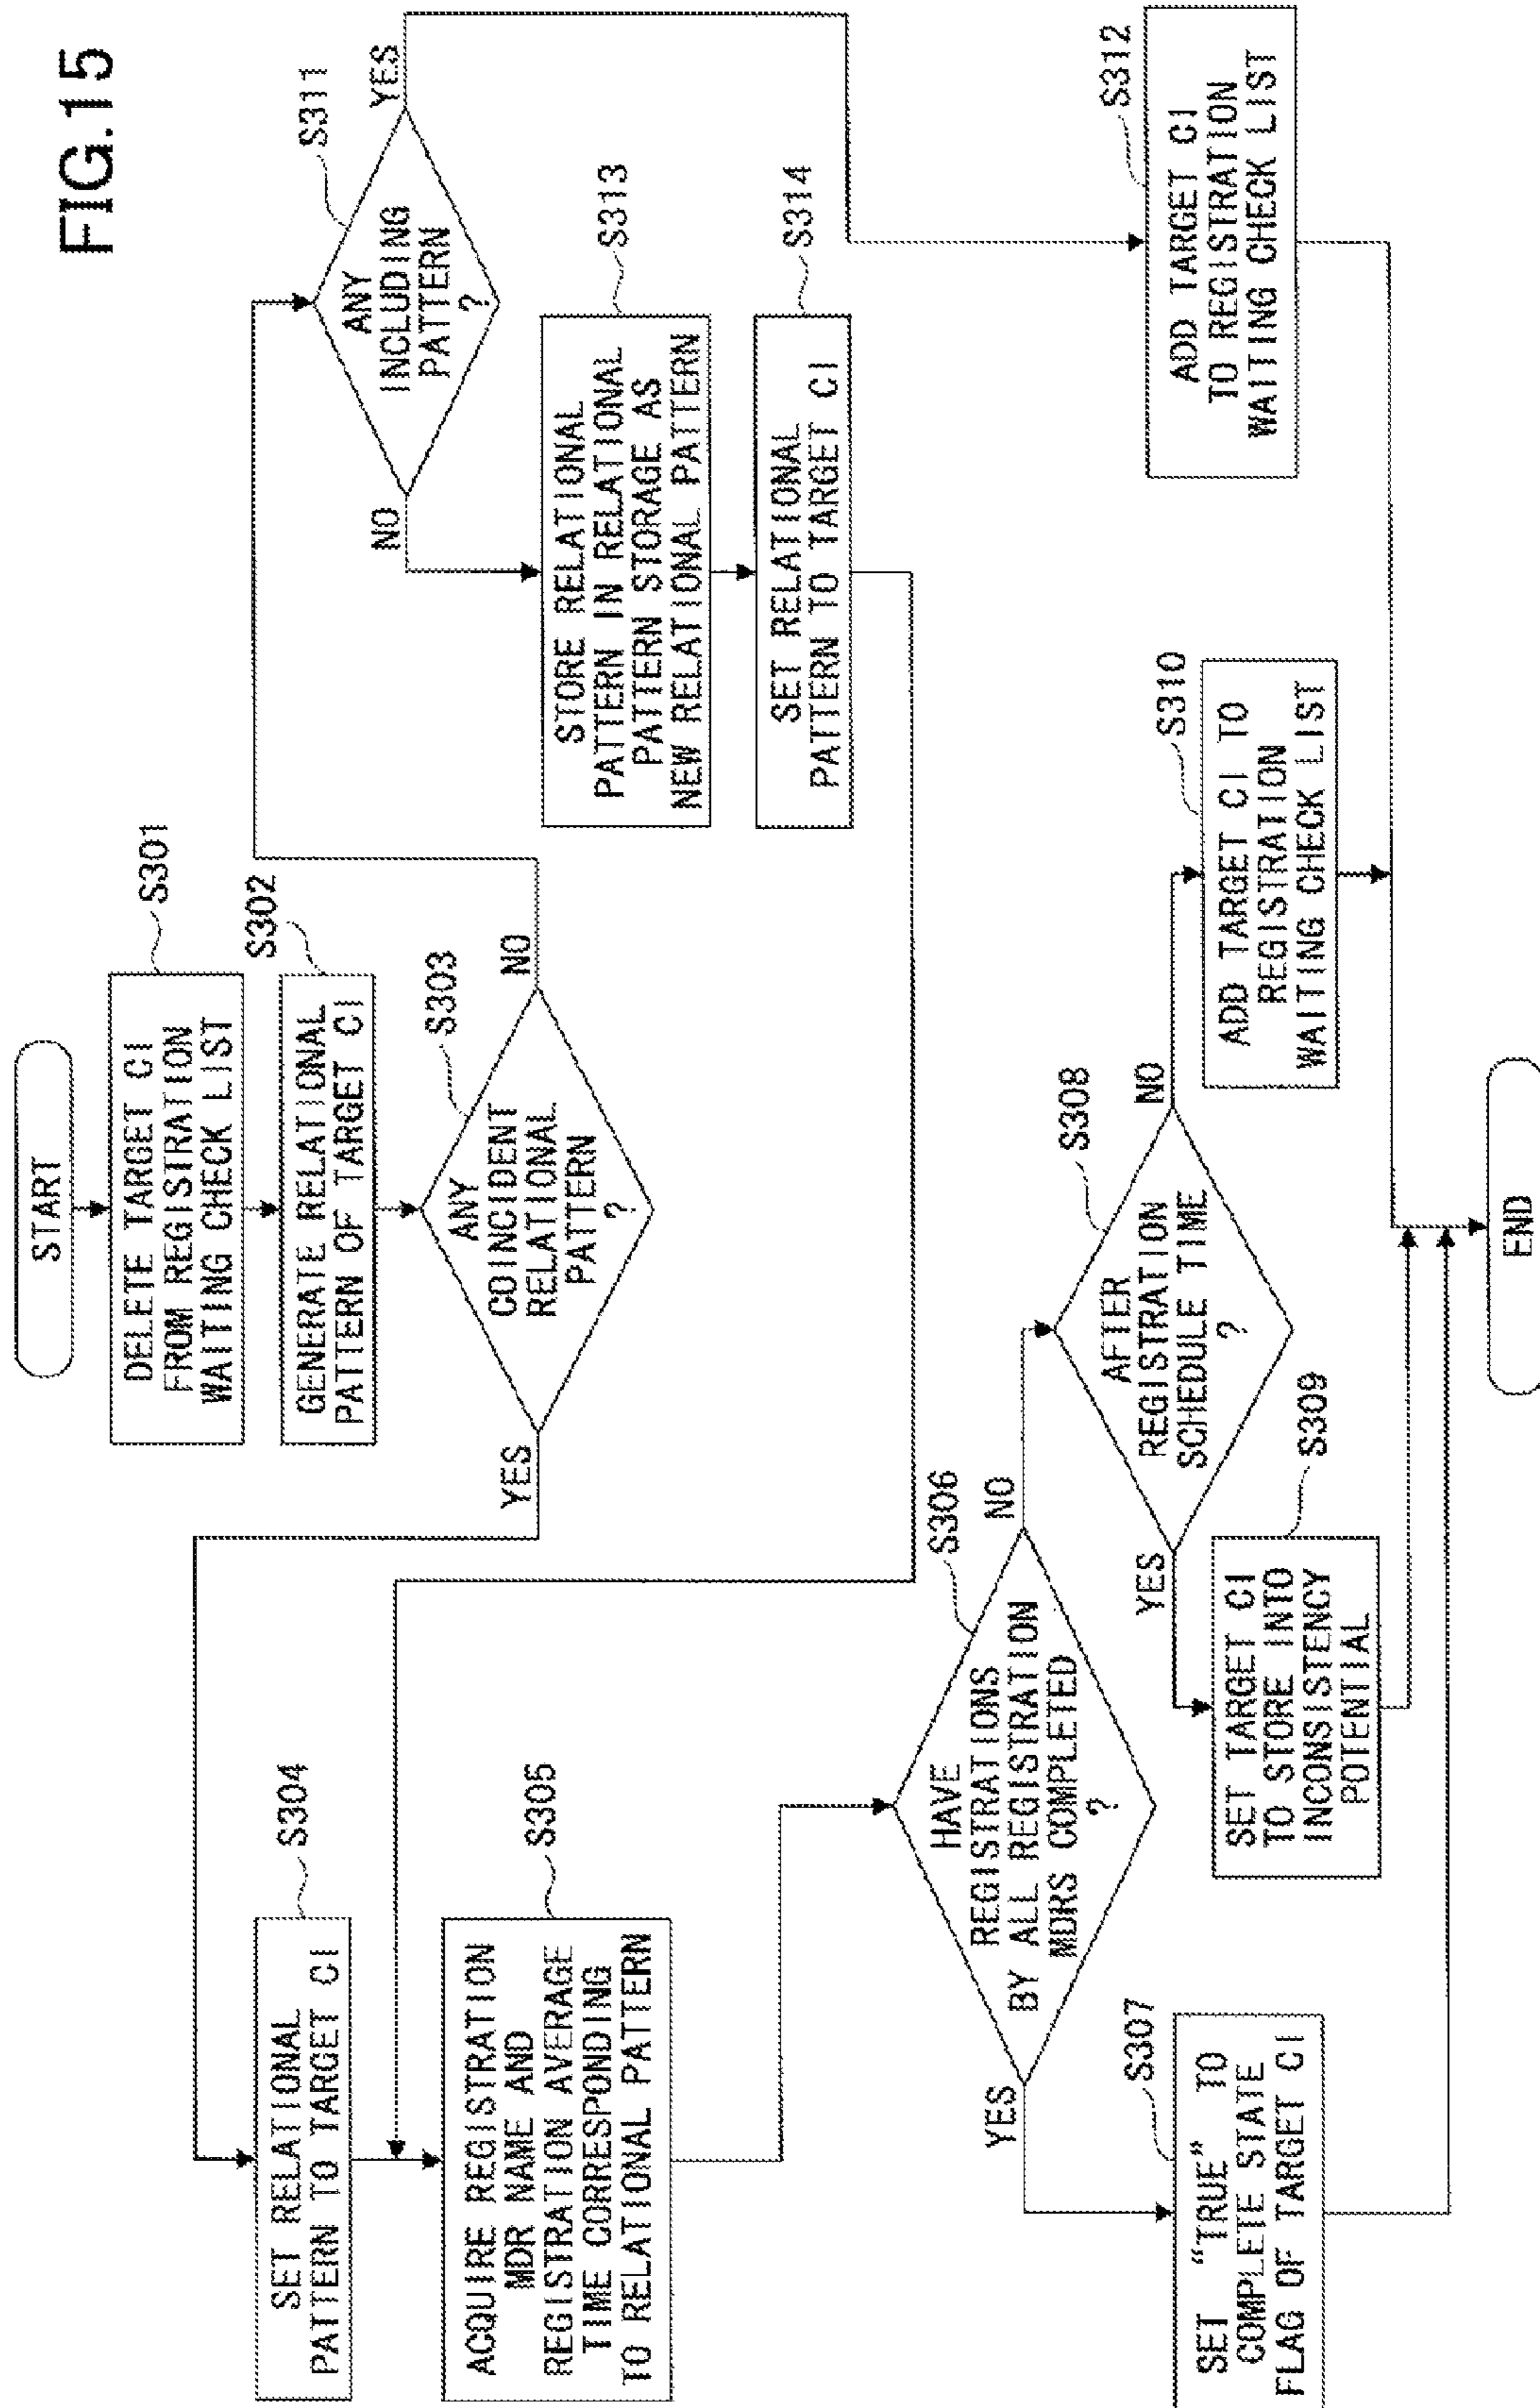 FIG.15
START
DELETE TARGET CI
FROM REGISTRATION
WAITING CHECK LIST
S301
GENERATE RELATIONAL
PATTERN OF TARGET CI
S302
ANY
COINCIDENT
RELATIONAL
PATTERN
?
S303
YES
NO
SET RELATIONAL
PATTERN TO TARGET CI
S304
ACQUIRE REGISTRATION
MDR NAME AND
REGISTRATION AVERAGE
TIME CORRESPONDING
TO RELATIONAL PATTERN
S305
HAVE
REGISTRATIONS
BY ALL REGISTRATION
MDRS COMPLETED
?
S306
YES
NO
SET "TRUE" TO
COMPLETE STATE
FLAG OF TARGET CI
S307
AFTER
REGISTRATION
SCHEDULE TIME
?
S308
YES
NO
SET TARGET CI
TO STORE INTO
INCONSISTENCY
POTENTIAL
S309
ADD TARGET CI TO
REGISTRATION
WAITING CHECK LIST
S310
ANY
INCLUDING
PATTERN
?
S311
YES
NO
ADD TARGET CI
TO REGISTRATION
WAITING CHECK LIST
S312
STORE RELATIONAL
PATTERN IN RELATIONAL
PATTERN STORAGE AS
NEW RELATIONAL PATTERN
S313
SET RELATIONAL
PATTERN TO TARGET CI
S314
END